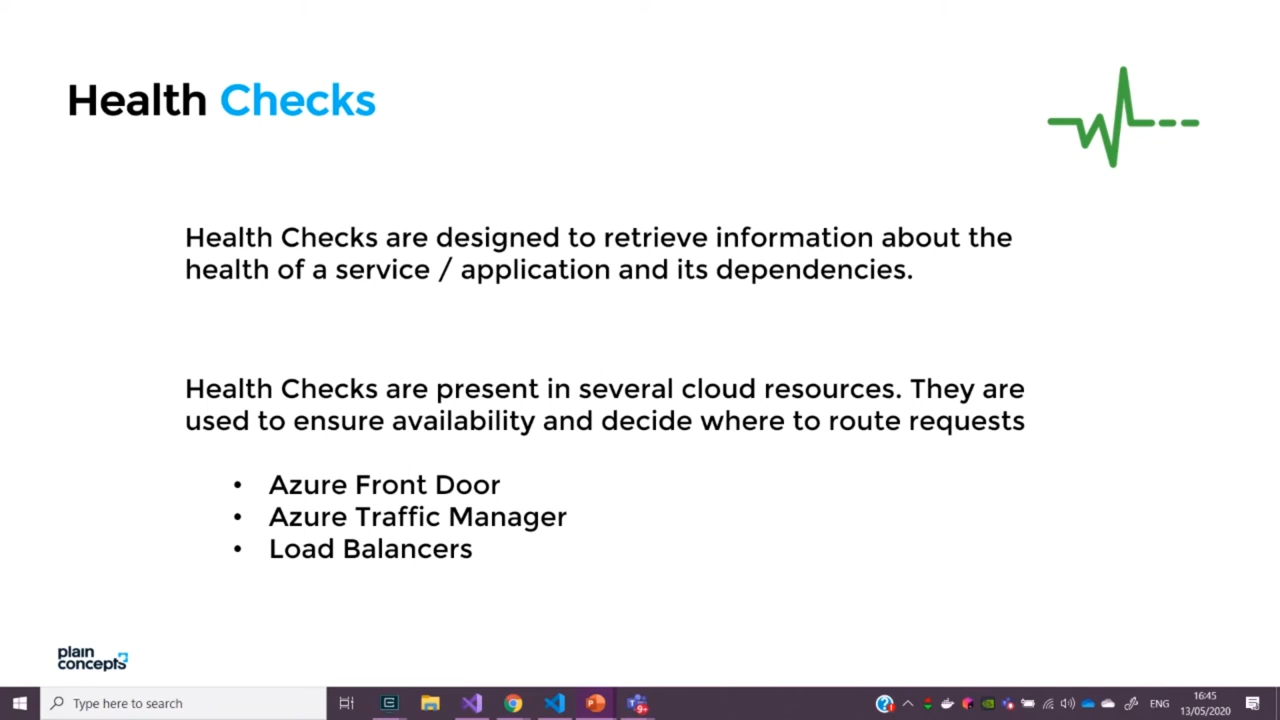 Health Checks
Health Checks are designed to retrieve information about the
health of a service / application and its dependencies.
Health Checks are present in several cloud resources. They are
used to ensure availability and decide where to route requests
• Azure Front Door
• Azure Traffic Manager
• Load Balancers
plain
concepts
Type here to search
9+
ENG
16:45
13/05/2020